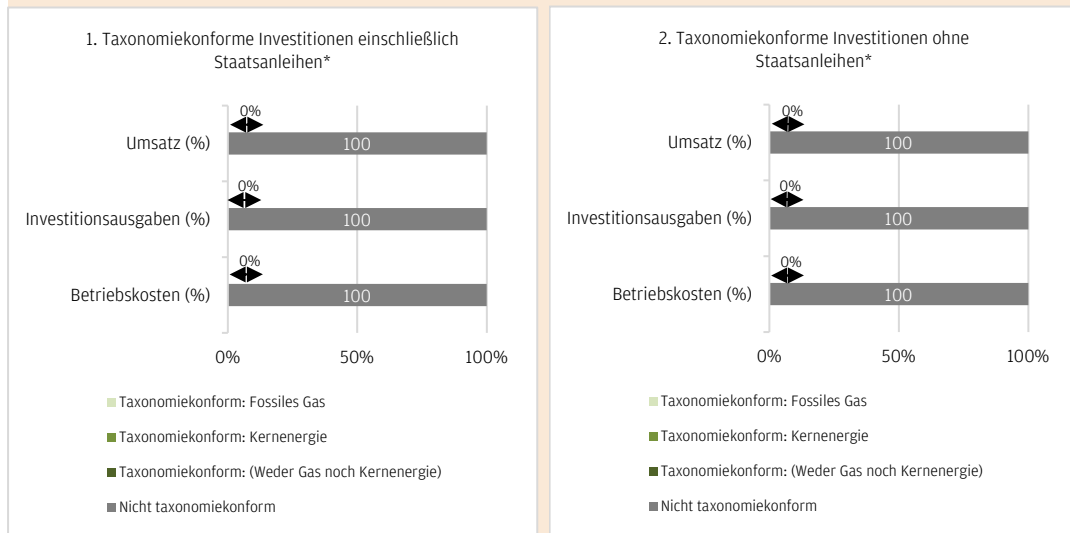 1. Taxonomiekonforme Investitionen einschließlich
Staatsanleihen*
0%
Umsatz (%)
100
0%
Investitionsausgaben (%)
100
0%
Betriebskosten (%)
100
0%
50%
100%
Taxonomiekonform: Fossiles Gas
Taxonomiekonform: Kernenergie
Taxonomiekonform: (Weder Gas noch Kernenergie)
Nicht taxonomiekonform
2. Taxonomiekonforme Investitionen ohne
Staatsanleihen*
0%
Umsatz (%)
100
0%
Investitionsausgaben (%)
100
0%
Betriebskosten (%)
100
0%
50%
100%
Taxonomiekonform: Fossiles Gas
Taxonomiekonform: Kernenergie
Taxonomiekonform: (Weder Gas noch Kernenergie)
Nicht taxonomiekonform